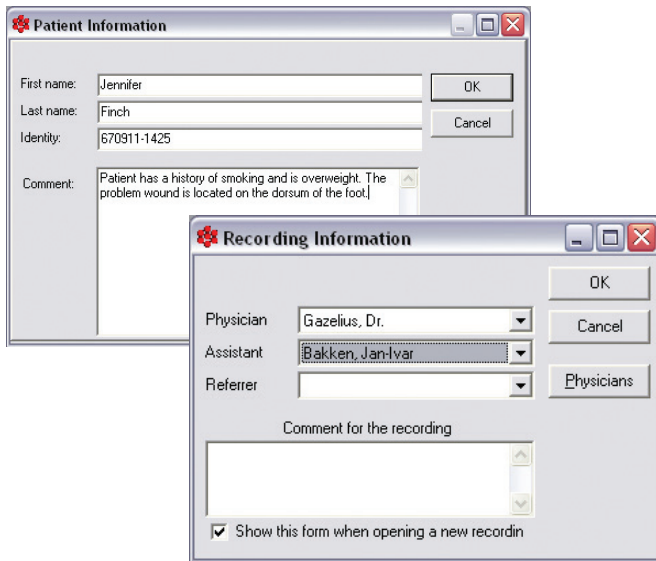 Patient Information
First name: Jennifer OK
Last name: Finch Cancel
Identity: 670911-1425
Comment: Patient has a history of smoking and is overweight. The
problem wound is located on the dorsum of the foot.
Recording Information
OK
Physician Gazelius, Dr. Cancel
Assistant Bakken, Jan-Ivar
Referrer Physicians
Comment for the recording
Show this form when opening a new recordin